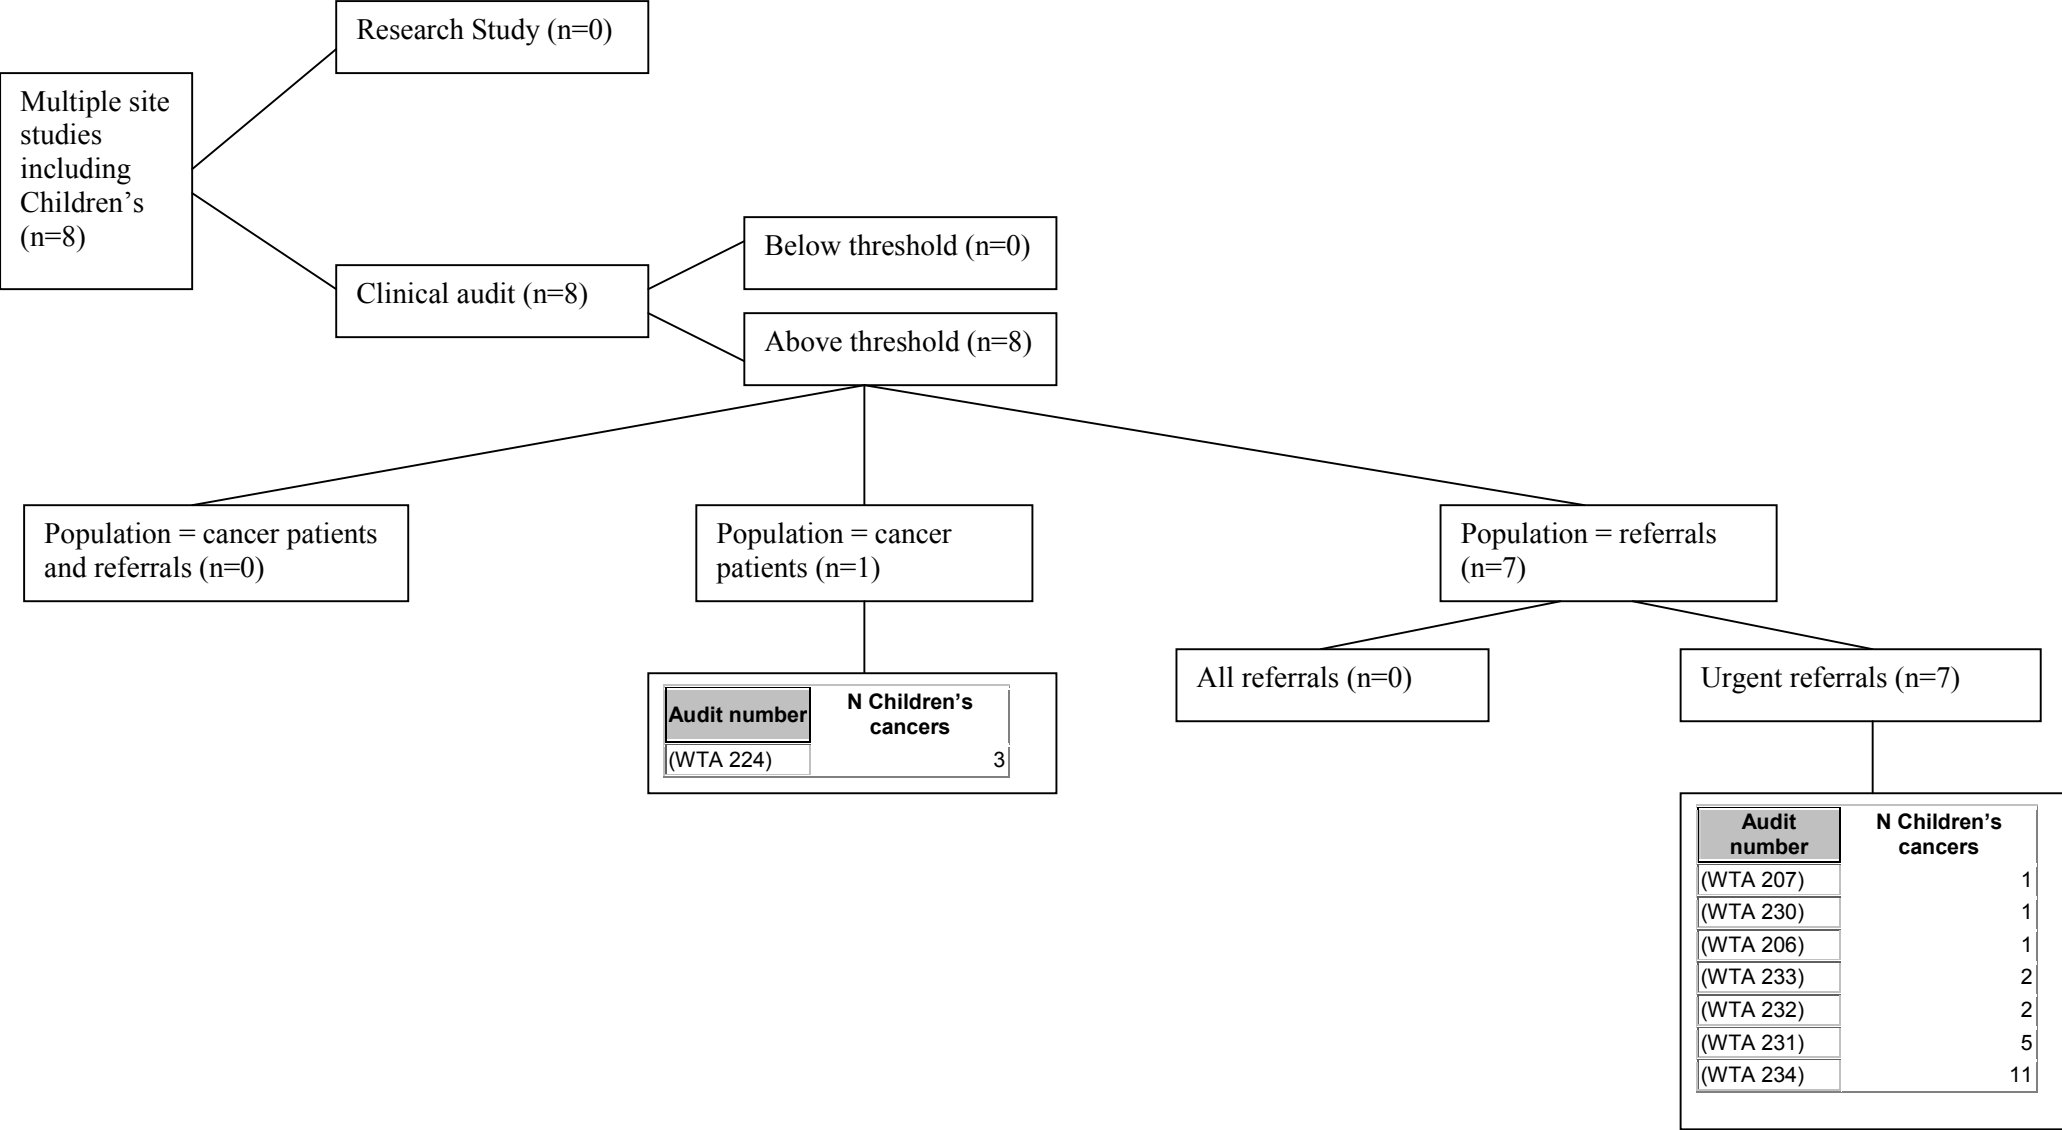 Research Study (n=0)
Multiple site
studies
including
Children’s
(n=8)
Below threshold (n=0)
Clinical audit (n=8)
Above threshold (n=8)
Population = cancer patients
and referrals (n=0)
Population = cancer
patients (n=1)
Population = referrals
(n=7)
All referrals (n=0)
Urgent referrals (n=7)
Audit number
N Children’s
cancers
(WTA 224) 3
Audit
number
N Children’s
cancers
(WTA 207) 1
(WTA 230) 1
(WTA 206) 1
(WTA 233) 2
(WTA 232) 2
(WTA 231) 5
(WTA 234) 11